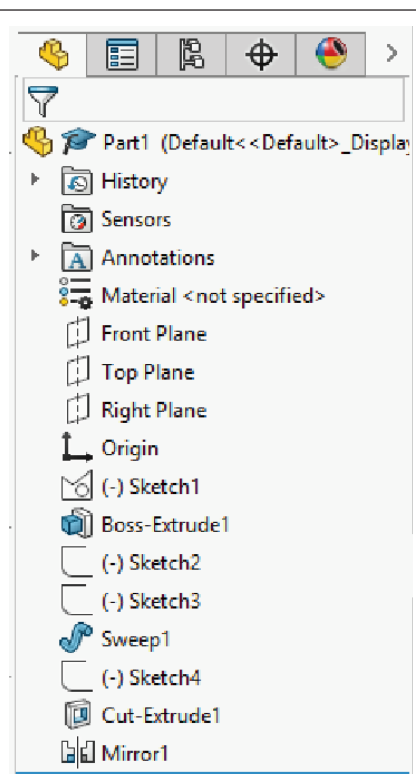 Part1 (Default<<Default>_Display
History
Sensors
A Annotations
Material <not specified>
Front Plane
Top Plane
Right Plane
Origin
(-) Sketch1
Boss-Extrude1
(-) Sketch2
(-) Sketch3
Sweep1
(-) Sketch4
Cut-Extrude1
Mirror1